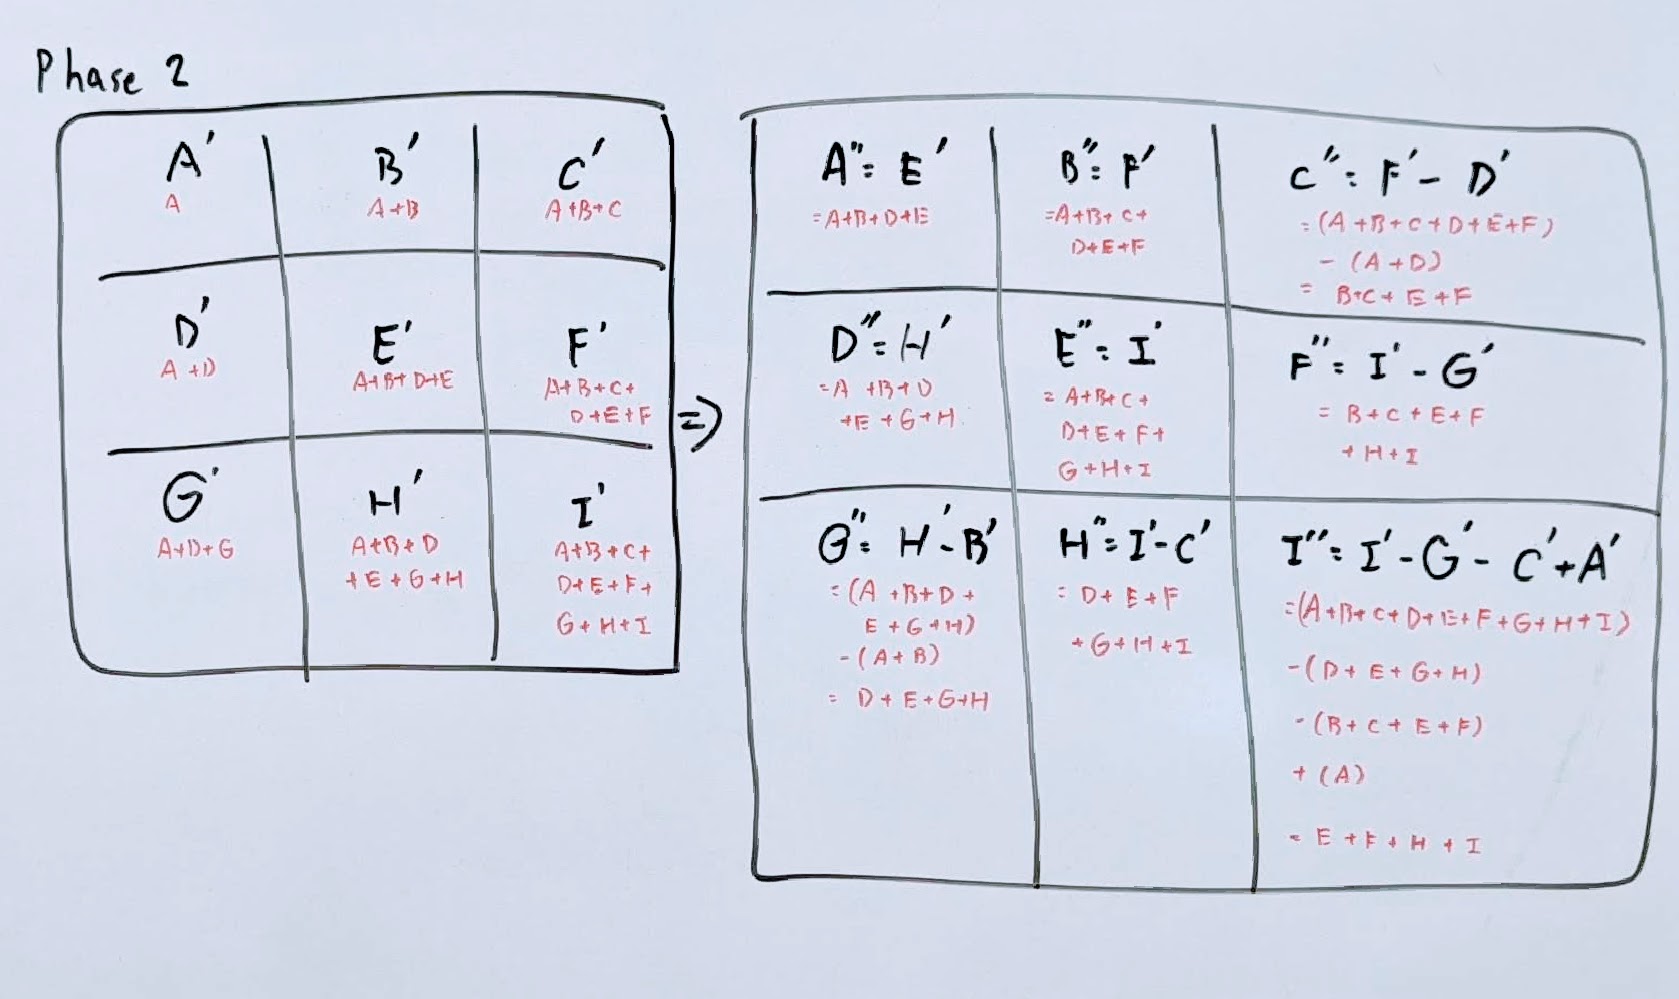 Phase 2
A' B' C'
A A+B A+B+C
D' E' F'
A+D A+B+D+E A+B+C+
D+E+F
G' H' I'
A+D+G A+B+D A+B+C+
+E+G+H D+E+F+
G+H+I
=>
A''= E' B''= F' C''= F'- D'
=A+B+D+E =A+B+C+ =(A+B+C+D+E+F)
D+E+F -(A+D)
= B+C+E+F
D''= H' E''= I' F''= I'-G'
=A+B+D = A+B+C+ = B+C+E+F
+E+G+H D+E+F+ +H+I
G+H+I
G''= H'-B' H''=I'-C' I''= I'-G'-C'+A'
=(A+B+D+ = D+E+F =(A+B+C+D+E+F+G+H+I)
E+G+H) +G+H+I -(D+E+G+H)
-(A+B) -(B+C+E+F)
= D+E+G+H +(A)
= E+F+H+I